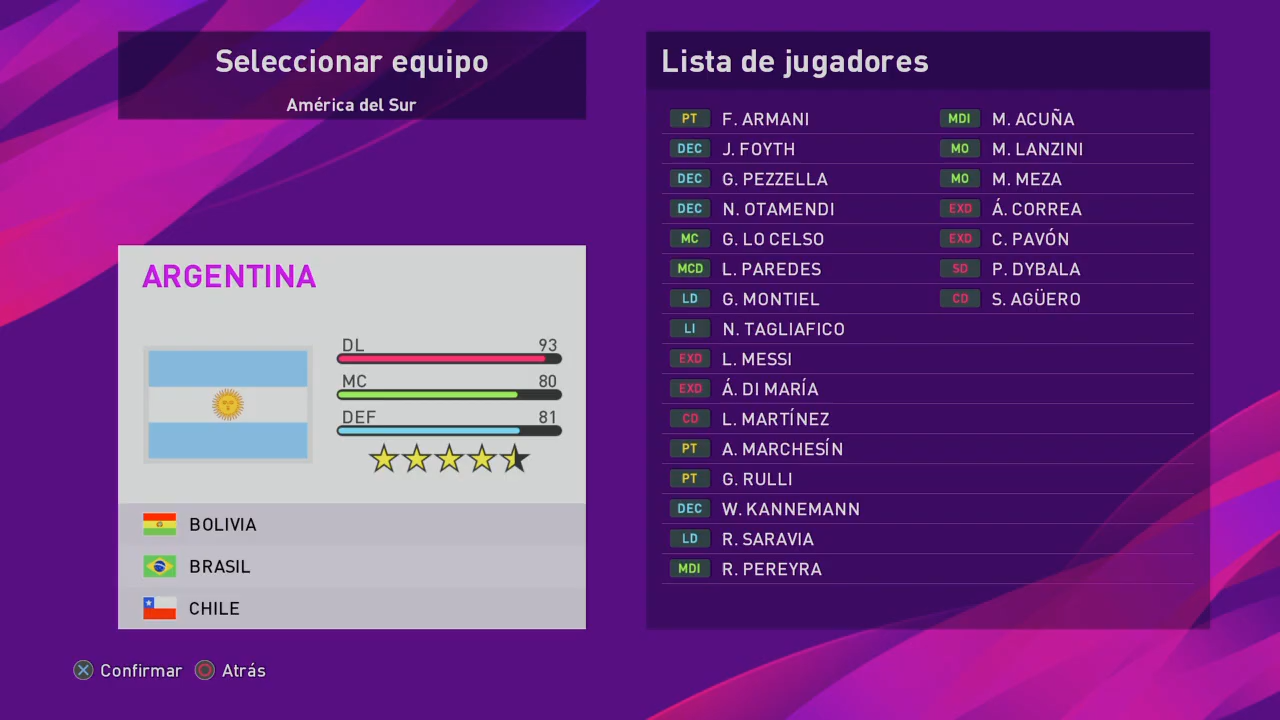 Seleccionar equipo
América del Sur
ARGENTINA
DL 93
MC 80
DEF 81
BOLIVIA
BRASIL
CHILE
Lista de jugadores
PT F. ARMANI
DEC J. FOYTH
DEC G. PEZZELLA
DEC N. OTAMENDI
MC G. LO CELSO
MCD L. PAREDES
LD G. MONTIEL
LI N. TAGLIAFICO
EXD L. MESSI
EXD Á. DI MARÍA
CD L. MARTÍNEZ
PT A. MARCHESÍN
PT G. RULLI
DEC W. KANNEMANN
LD R. SARAVIA
MDI R. PEREYRA
MDI M. ACUÑA
MO M. LANZINI
MO M. MEZA
EXD Á. CORREA
EXD C. PAVÓN
SD P. DYBALA
CD S. AGÜERO
Confirmar Atrás